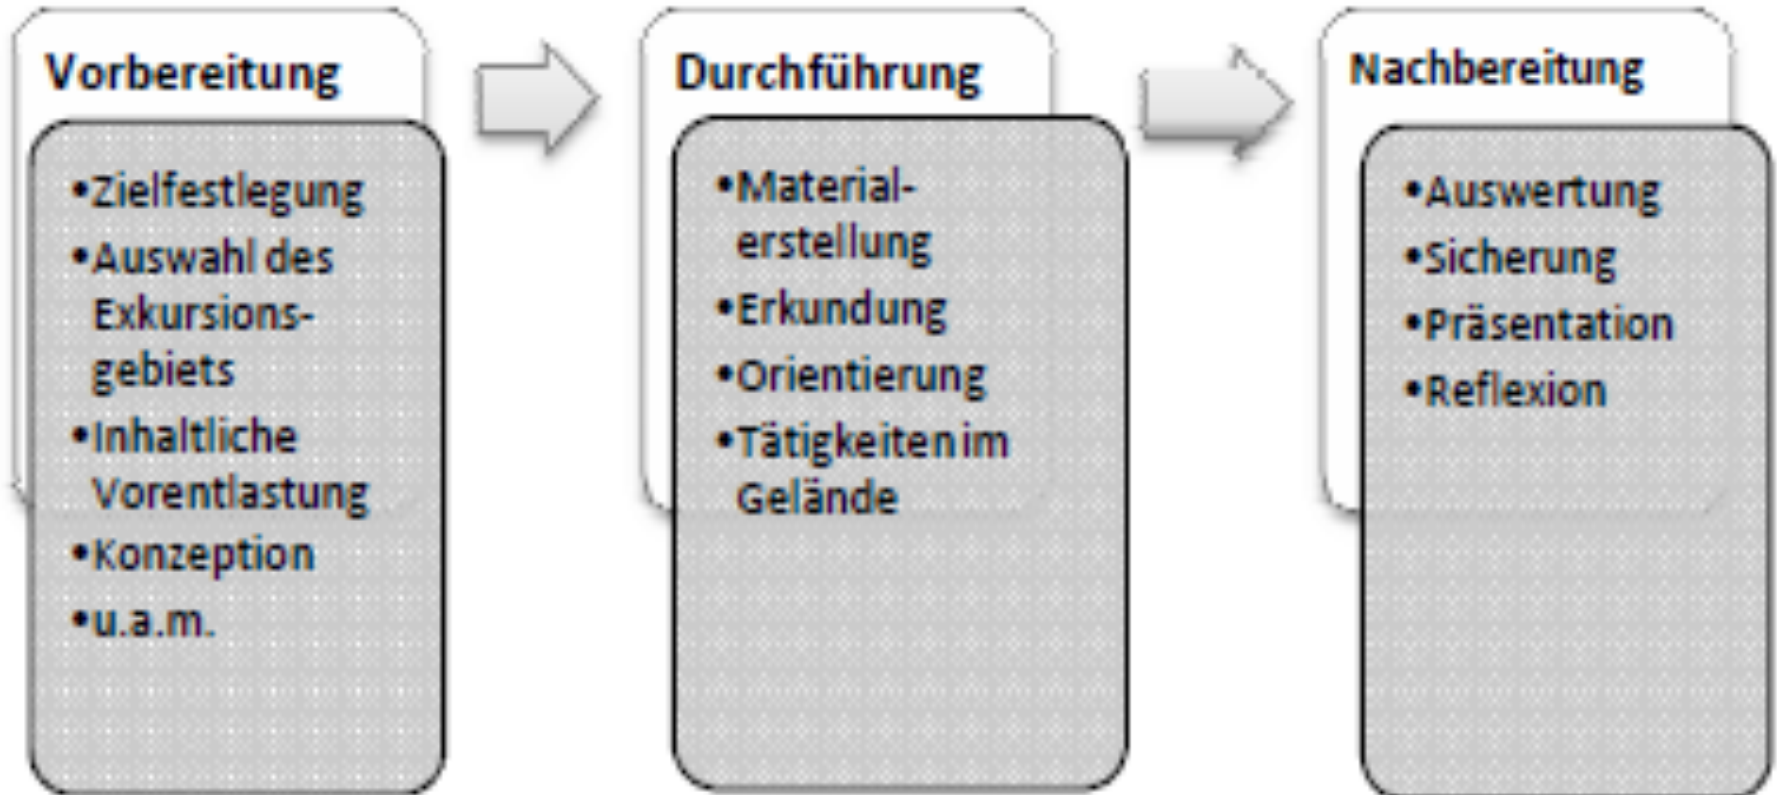 Vorbereitung
•Zielfestlegung
•Auswahl des
Exkursions-
gebiets
•Inhaltliche
Vorentlastung
•Konzeption
•u.a.m.
Durchführung
•Material-
erstellung
•Erkundung
•Orientierung
•Tätigkeiten im
Gelände
Nachbereitung
•Auswertung
•Sicherung
•Präsentation
•Reflexion